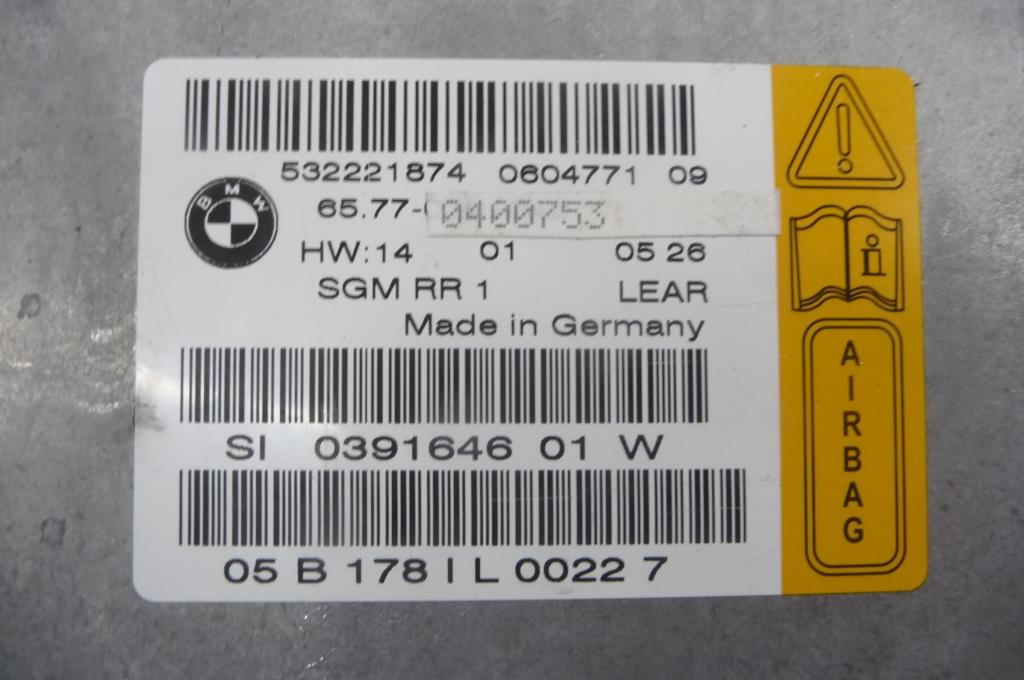 532221874 0604771 09
BMW
65.77- 0400753
HW:14 01 05 26
SGM RR 1 LEAR
Made in Germany
SI 0391646 01 W
05 B 178 I L 0022 7
!
i
AIRBAG